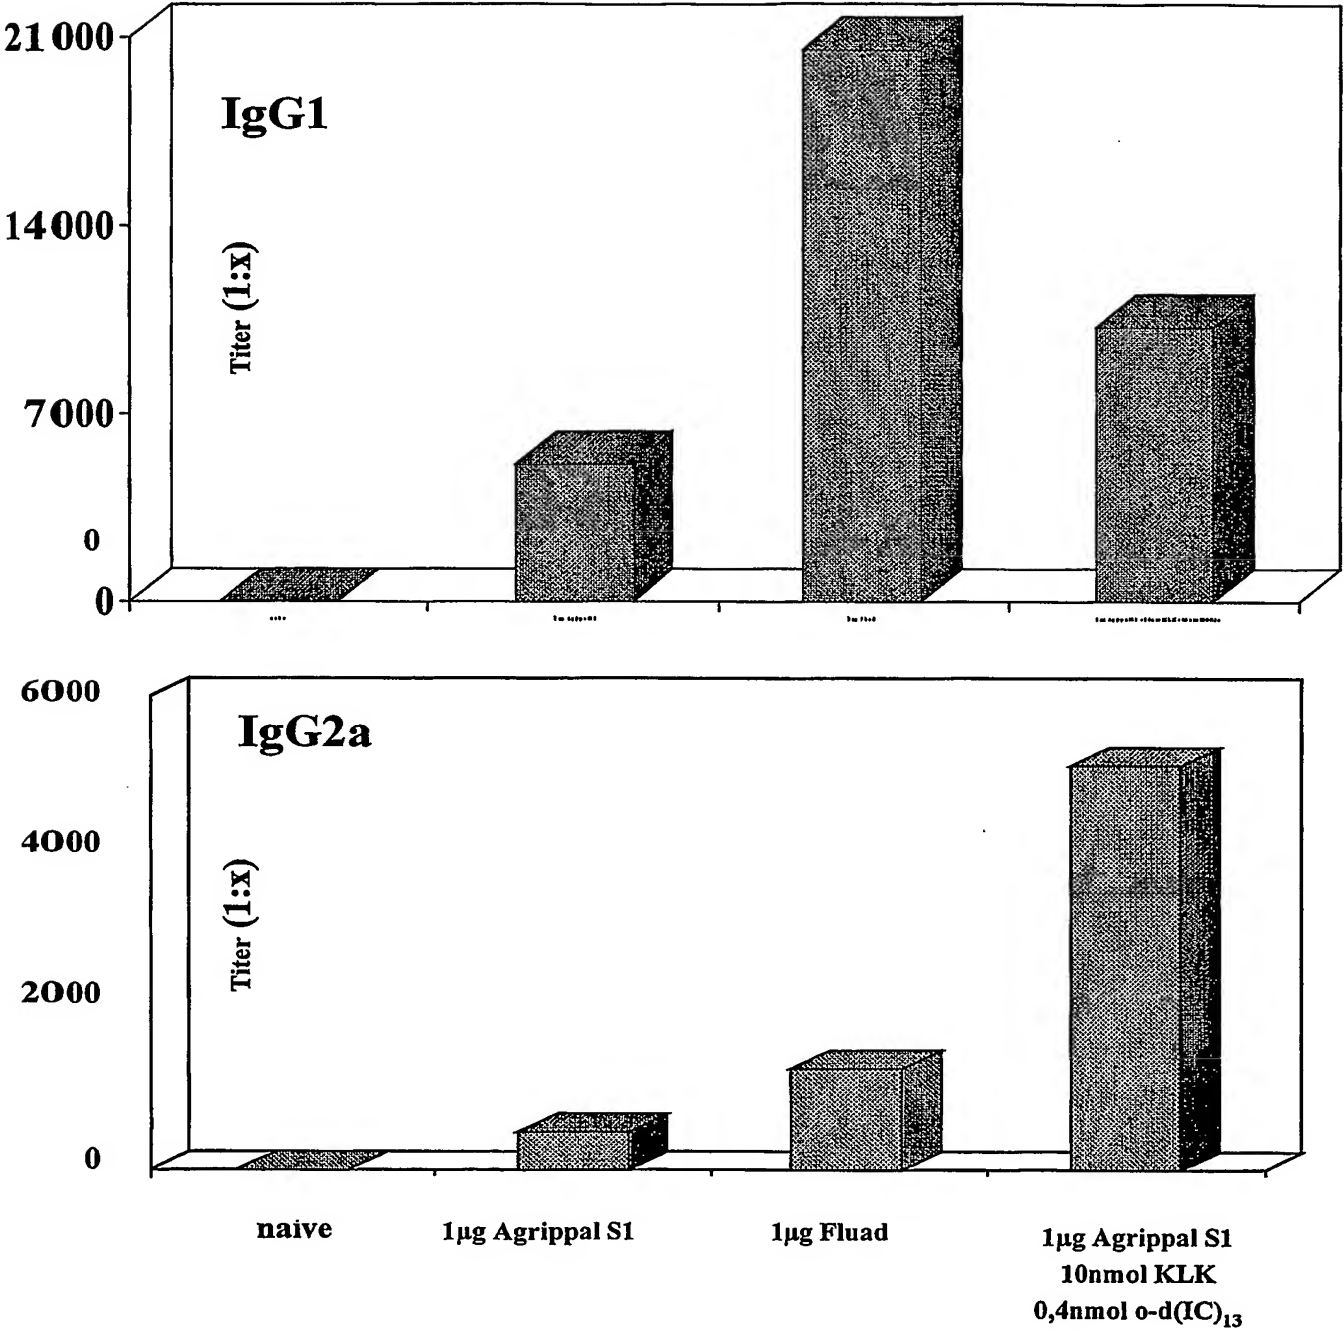 21000
IgG1
14000
Titer (1:x)
7000
0
0
6000
IgG2a
4000
Titer (1:x)
2000
0
naive 1µg Agrippal S1 1µg Fluad 1µg Agrippal S1
10nmol KLK
0,4nmol o-d(IC)13